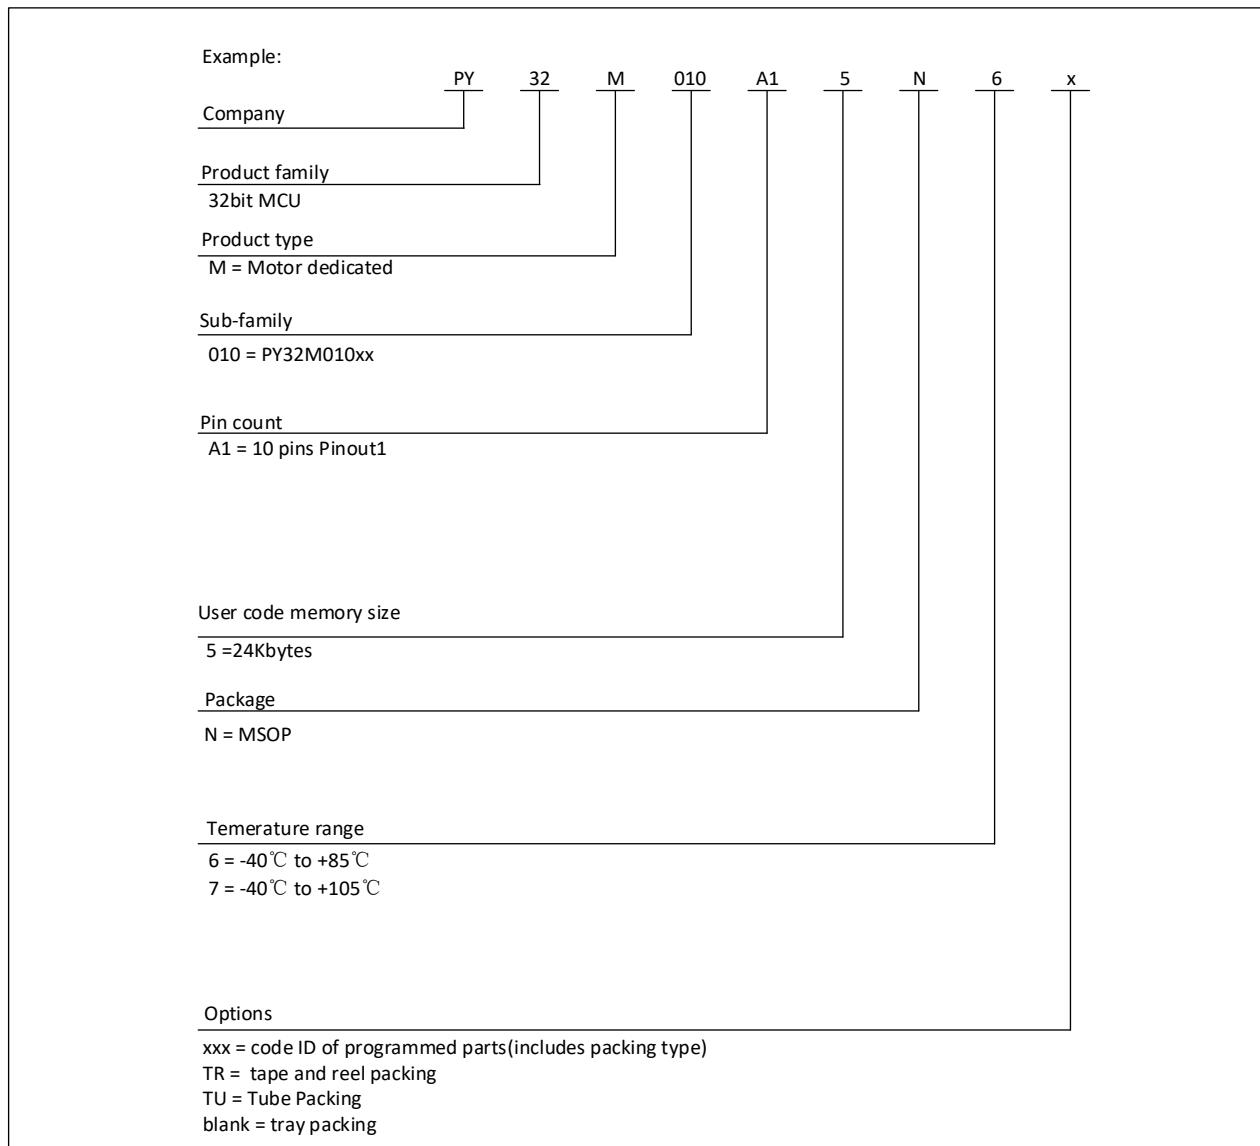 Example:
PY 32 M 010 A1 5 N 6 x
Company
Product family
32bit MCU
Product type
M = Motor dedicated
Sub-family
010 = PY32M010xx
Pin count
A1 = 10 pins Pinout1
User code memory size
5 =24Kbytes
Package
N = MSOP
Temerature range
6 = -40℃ to +85℃
7 = -40℃ to +105℃
Options
xxx = code ID of programmed parts(includes packing type)
TR = tape and reel packing
TU = Tube Packing
blank = tray packing